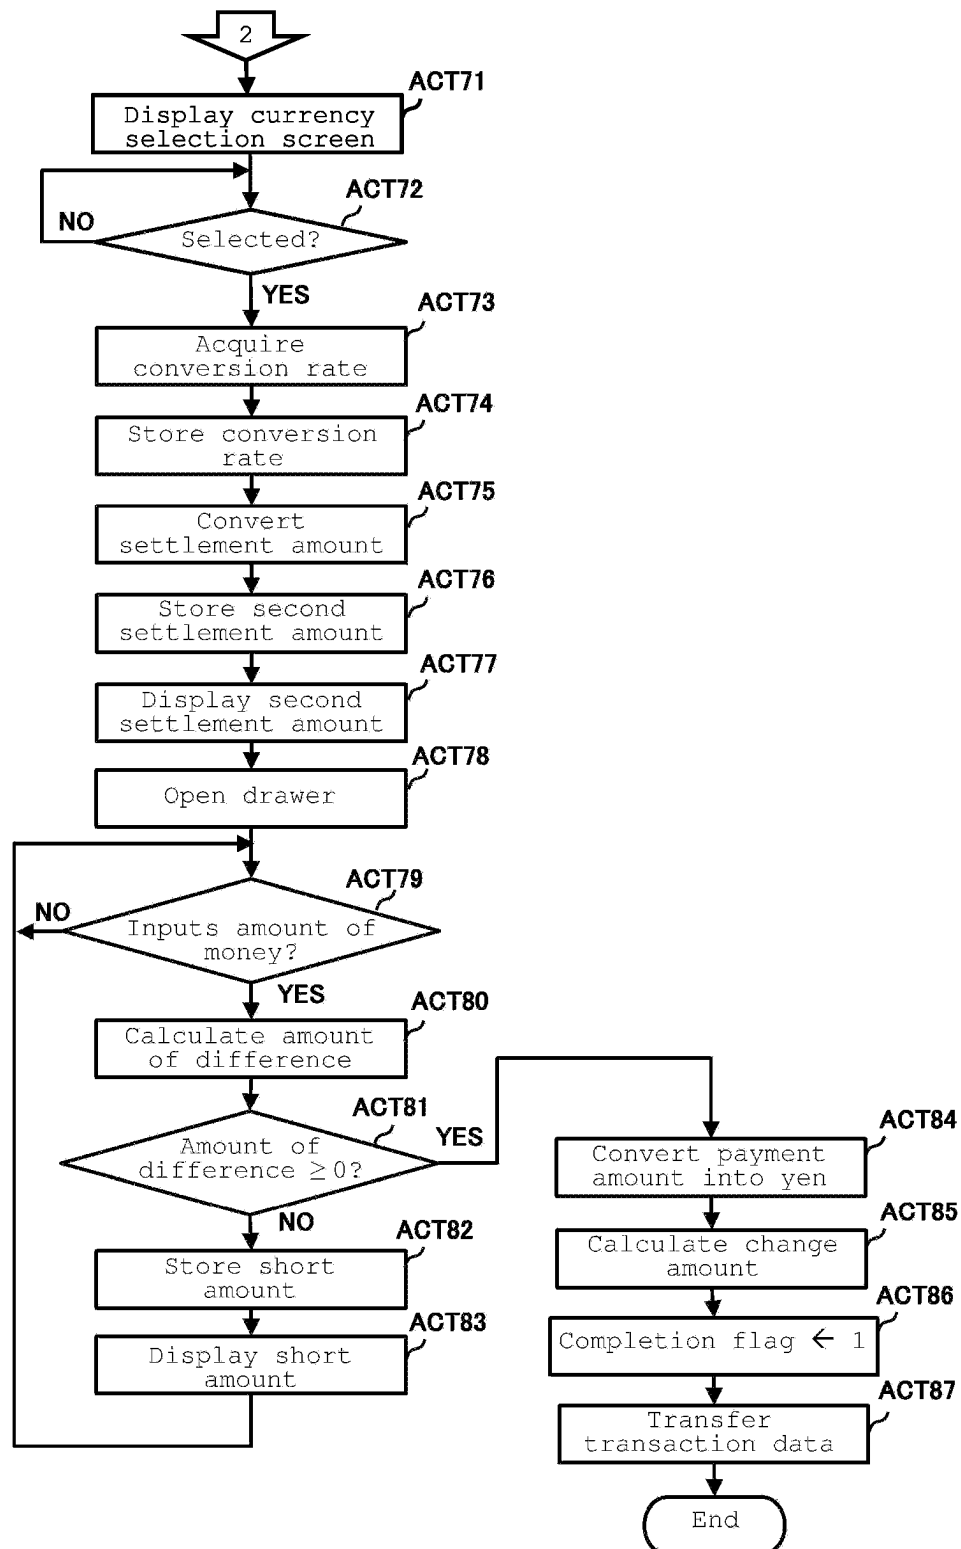 2
ACT71
Display currency
selection screen
ACT72
NO
Selected?
YES
ACT73
Acquire
conversion rate
ACT74
Store conversion
rate
ACT75
Convert
settlement amount
ACT76
Store second
settlement amount
ACT77
Display second
settlement amount
ACT78
Open drawer
ACT79
NO
Inputs amount of
money?
YES
ACT80
Calculate amount
of difference
ACT81
YES
Amount of
difference ≥0?
NO
ACT82
Store short
amount
ACT83
Display short
amount
ACT84
Convert payment
amount into yen
ACT85
Calculate change
amount
ACT86
Completion flag ← 1
ACT87
Transfer
transaction data
End